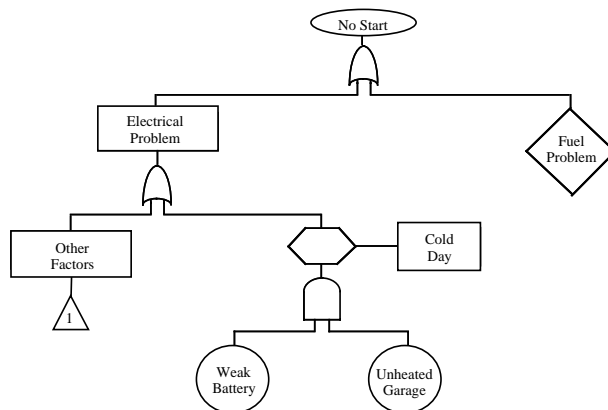 No Start
Electrical
Problem
Fuel
Problem
Other
Factors
Cold
Day
1
Weak
Battery
Unheated
Garage